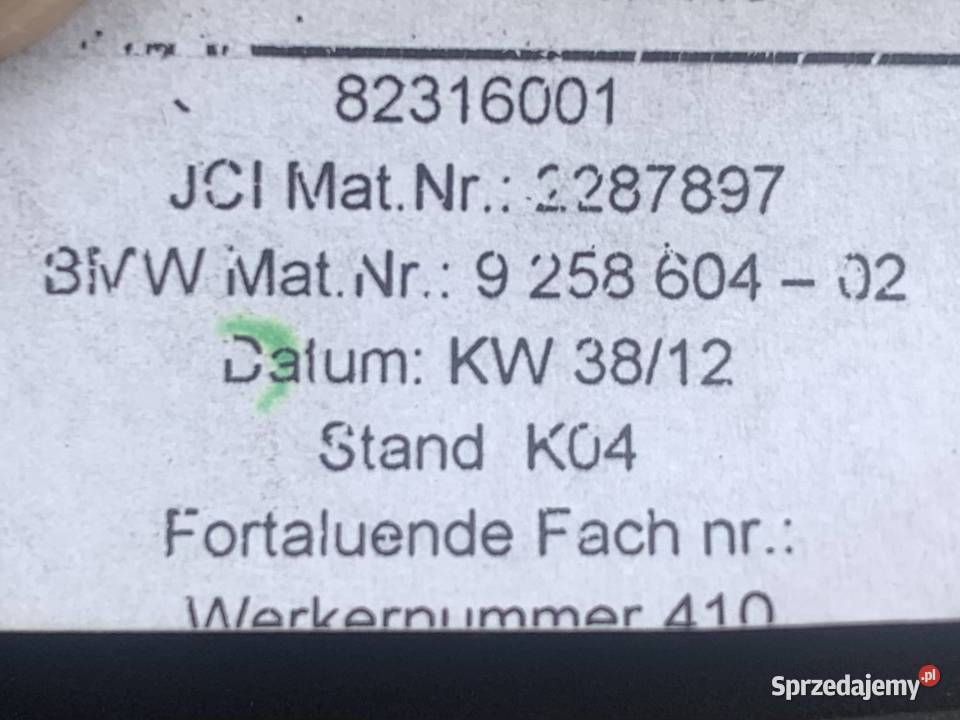 82316001
JCI Mat.Nr.: 2287897
BMW Mat.Nr.: 9 258 604 – 02
Datum: KW 38/12
Stand K04
Fortaluende Fach nr.:
Werkernummer 410
Sprzedajemy.pl